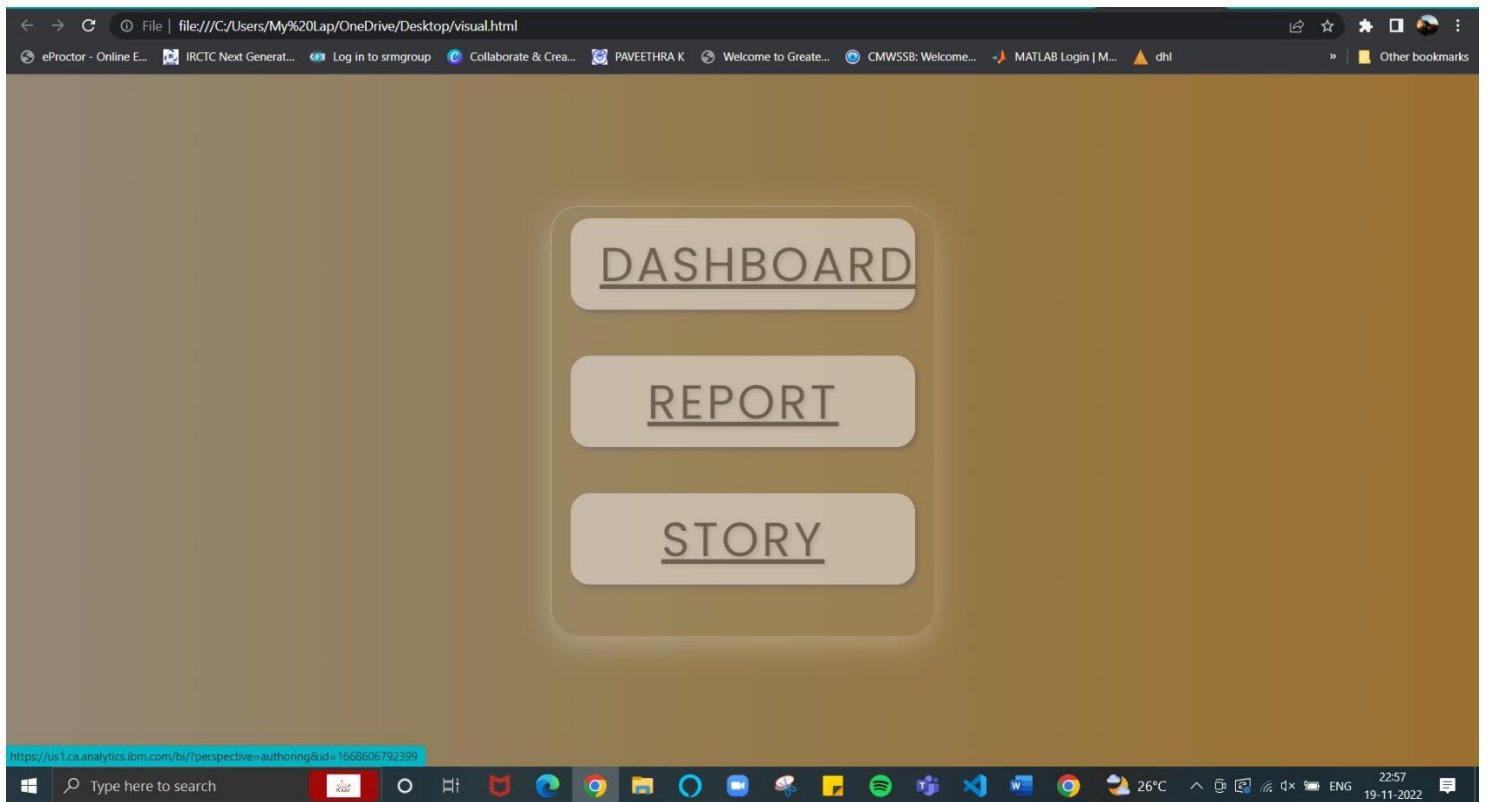 File | file:///C:/Users/My%20Lap/OneDrive/Desktop/visual.html
eProctor - Online E... IRCTC Next Generat... Log in to srmgroup Collaborate & Crea... PAVEETHRA K Welcome to Greate... CMWSSB: Welcome... MATLAB Login | M... dhl » Other bookmarks
DASHBOARD
REPORT
STORY
https://us1.ca.analytics.ibm.com/bi/?perspective=authoring&id=1668606792399
Type here to search 26°C ENG 22:57
19-11-2022